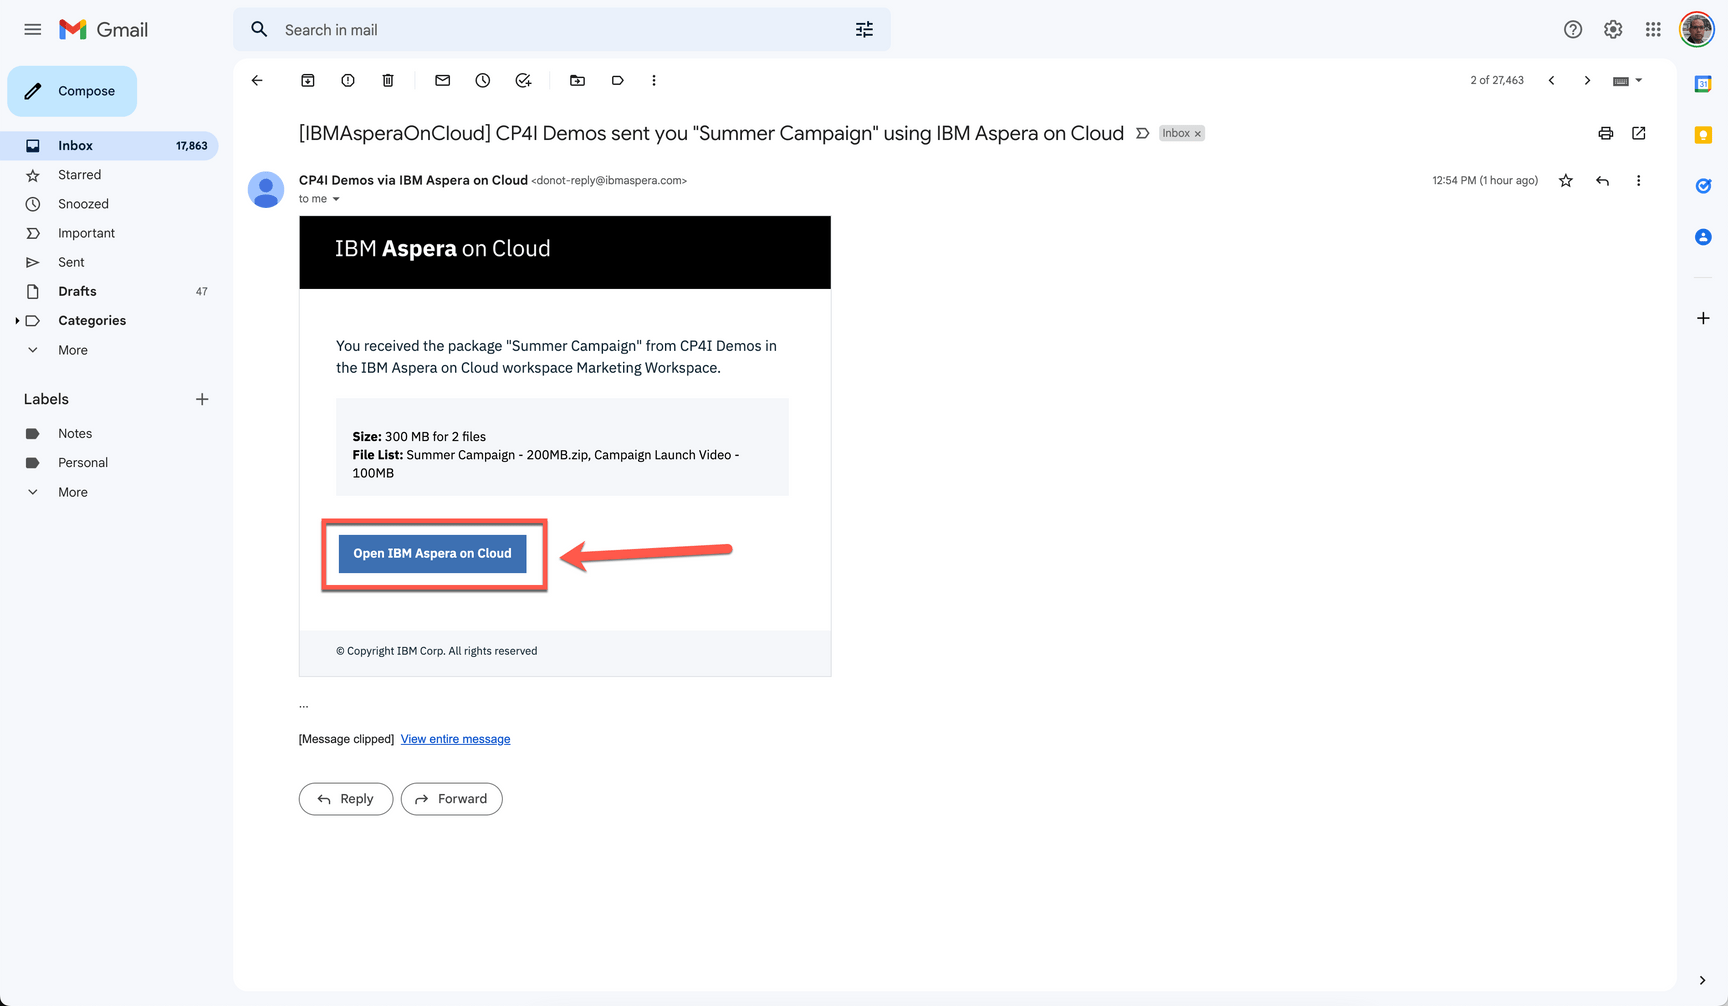 Gmail
Search in mail
Compose
Inbox 17,863
Starred
Snoozed
Important
Sent
Drafts 47
Categories
More
Labels
Notes
Personal
More
2 of 27,463
[IBMAsperaOnCloud] CP4I Demos sent you "Summer Campaign" using IBM Aspera on Cloud Inbox x
CP4I Demos via IBM Aspera on Cloud <donot-reply@ibmaspera.com> 12:54 PM (1 hour ago)
to me
IBM Aspera on Cloud
You received the package "Summer Campaign" from CP4I Demos in
the IBM Aspera on Cloud workspace Marketing Workspace.
Size: 300 MB for 2 files
File List: Summer Campaign - 200MB.zip, Campaign Launch Video -
100MB
Open IBM Aspera on Cloud
© Copyright IBM Corp. All rights reserved
...
[Message clipped] View entire message
Reply Forward
31